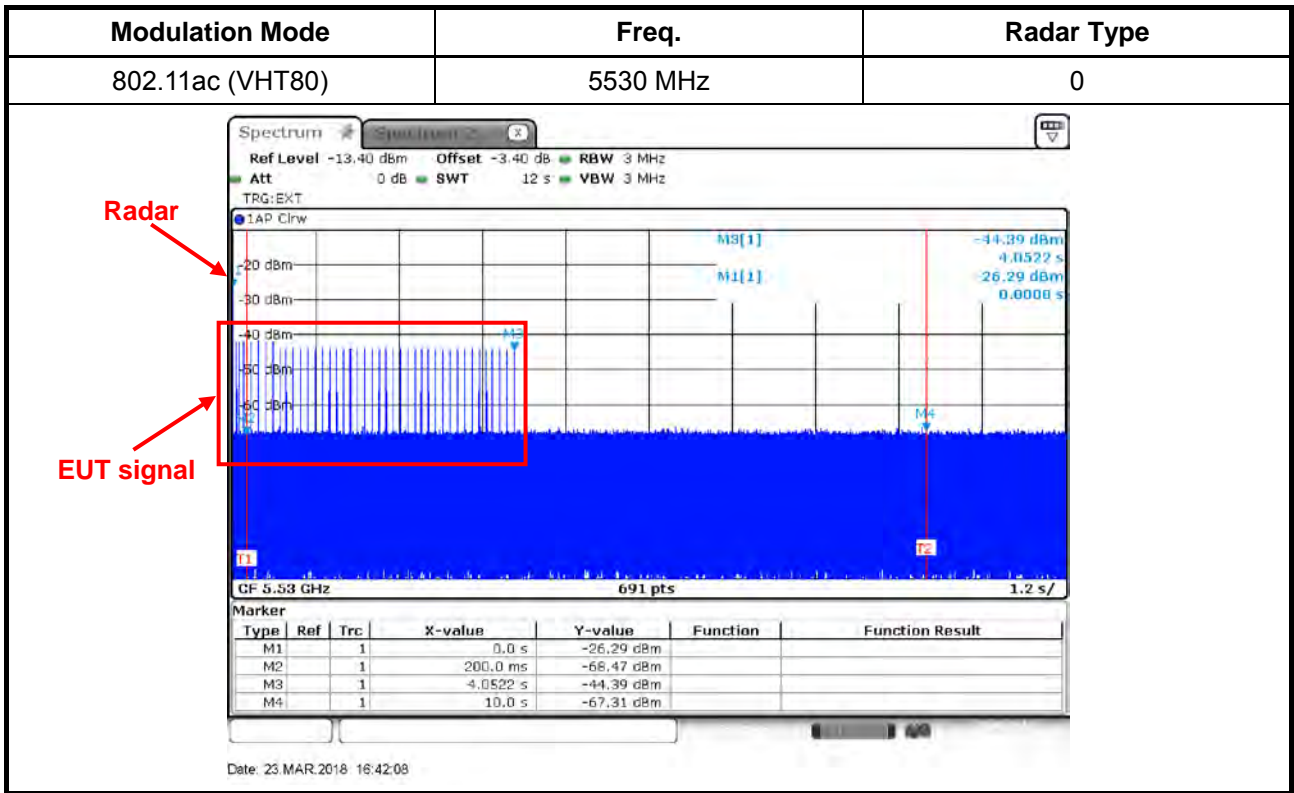 Modulation Mode Freq. Radar Type
802.11ac (VHT80) 5530 MHz 0
Spectrum
Ref Level -13.40 dBm Offset -3.40 dB RBW 3 MHz
Att 0 dB SWT 12 s VBW 3 MHz
TRG:EXT
Radar
1AP Clrw
M3[1] -44.39 dBm
4.0522 s
-20 dBm
M1[1] -26.29 dBm
0.0000 s
-30 dBm
-40 dBm
M3
-50 dBm
-60 dBm
M2
M4
EUT signal
T1
T2
CF 5.53 GHz 691 pts 1.2 s/
Marker
Type Ref Trc X-value Y-value Function Function Result
M1 1 0.0 s -26.29 dBm
M2 1 200.0 ms -68.47 dBm
M3 1 4.0522 s -44.39 dBm
M4 1 10.0 s -67.31 dBm
Date: 23.MAR.2018 16:42:08